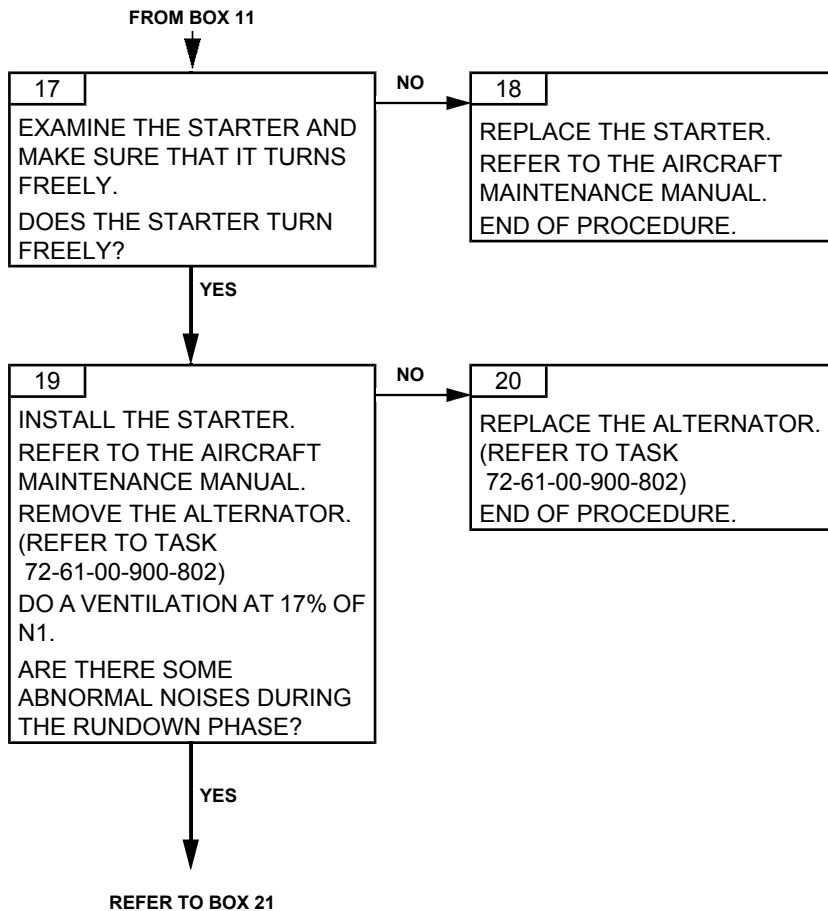 FROM BOX 11
17
EXAMINE THE STARTER AND
MAKE SURE THAT IT TURNS
FREELY.
DOES THE STARTER TURN
FREELY?
NO
18
REPLACE THE STARTER.
REFER TO THE AIRCRAFT
MAINTENANCE MANUAL.
END OF PROCEDURE.
YES
19
INSTALL THE STARTER.
REFER TO THE AIRCRAFT
MAINTENANCE MANUAL.
REMOVE THE ALTERNATOR.
(REFER TO TASK
72-61-00-900-802)
DO A VENTILATION AT 17% OF
N1.
ARE THERE SOME
ABNORMAL NOISES DURING
THE RUNDOWN PHASE?
NO
20
REPLACE THE ALTERNATOR.
(REFER TO TASK
72-61-00-900-802)
END OF PROCEDURE.
YES
REFER TO BOX 21